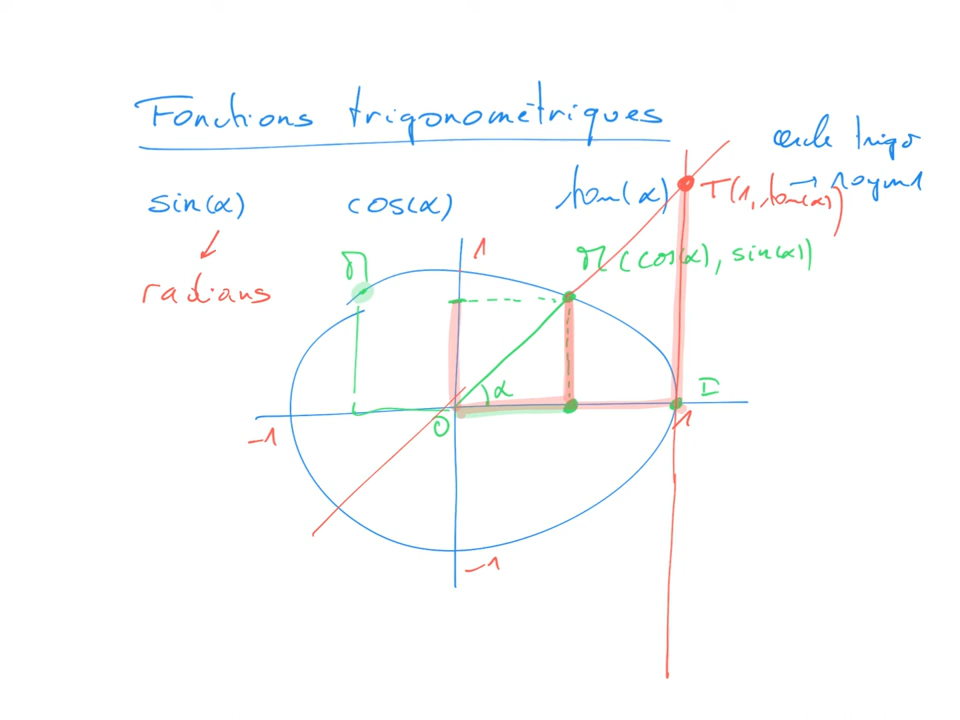 Fonctions trigonométriques
cercle trigo
→ rayon 1
sin(α) cos(α) tan(α)
T(1, tan(α))
radians
M
1
M(cos(α), sin(α))
α
I
O
-1
1
-1